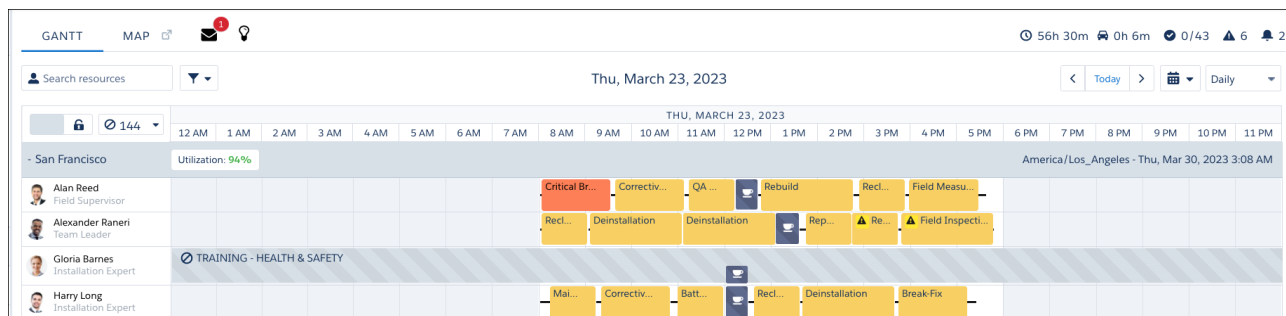 GANTT MAP 1 56h 30m 0h 6m 0/43 6 2
Search resources Thu, March 23, 2023 Today Daily
THU, MARCH 23, 2023
144 12 AM 1 AM 2 AM 3 AM 4 AM 5 AM 6 AM 7 AM 8 AM 9 AM 10 AM 11 AM 12 PM 1 PM 2 PM 3 PM 4 PM 5 PM 6 PM 7 PM 8 PM 9 PM 10 PM 11 PM
- San Francisco Utilization: 94% America/Los_Angeles - Thu, Mar 30, 2023 3:08 AM
Alan Reed Critical Br... Correctiv... QA ... Rebuild Recl... Field Measu...
Field Supervisor
Alexander Raneri Recl... Deinstallation Deinstallation Rep... Re... Field Inspecti...
Team Leader
Gloria Barnes TRAINING - HEALTH & SAFETY
Installation Expert
Harry Long Mai... Correctiv... Batt... Recl... Deinstallation Break-Fix
Installation Expert